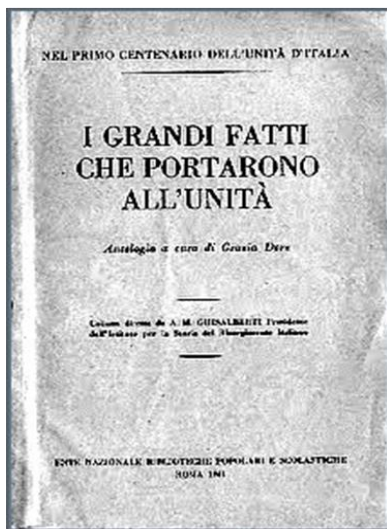 NEL PRIMO CENTENARIO DELL'UNITÀ D'ITALIA
I GRANDI FATTI
CHE PORTARONO
ALL'UNITÀ
Antologia a cura di Grazia Dore
Collana diretta da A. M. GHISALBERTI Presidente
dell'Istituto per la Storia del Risorgimento Italiano
ENTE NAZIONALE BIBLIOTECHE POPOLARI E SCOLASTICHE
ROMA 1961